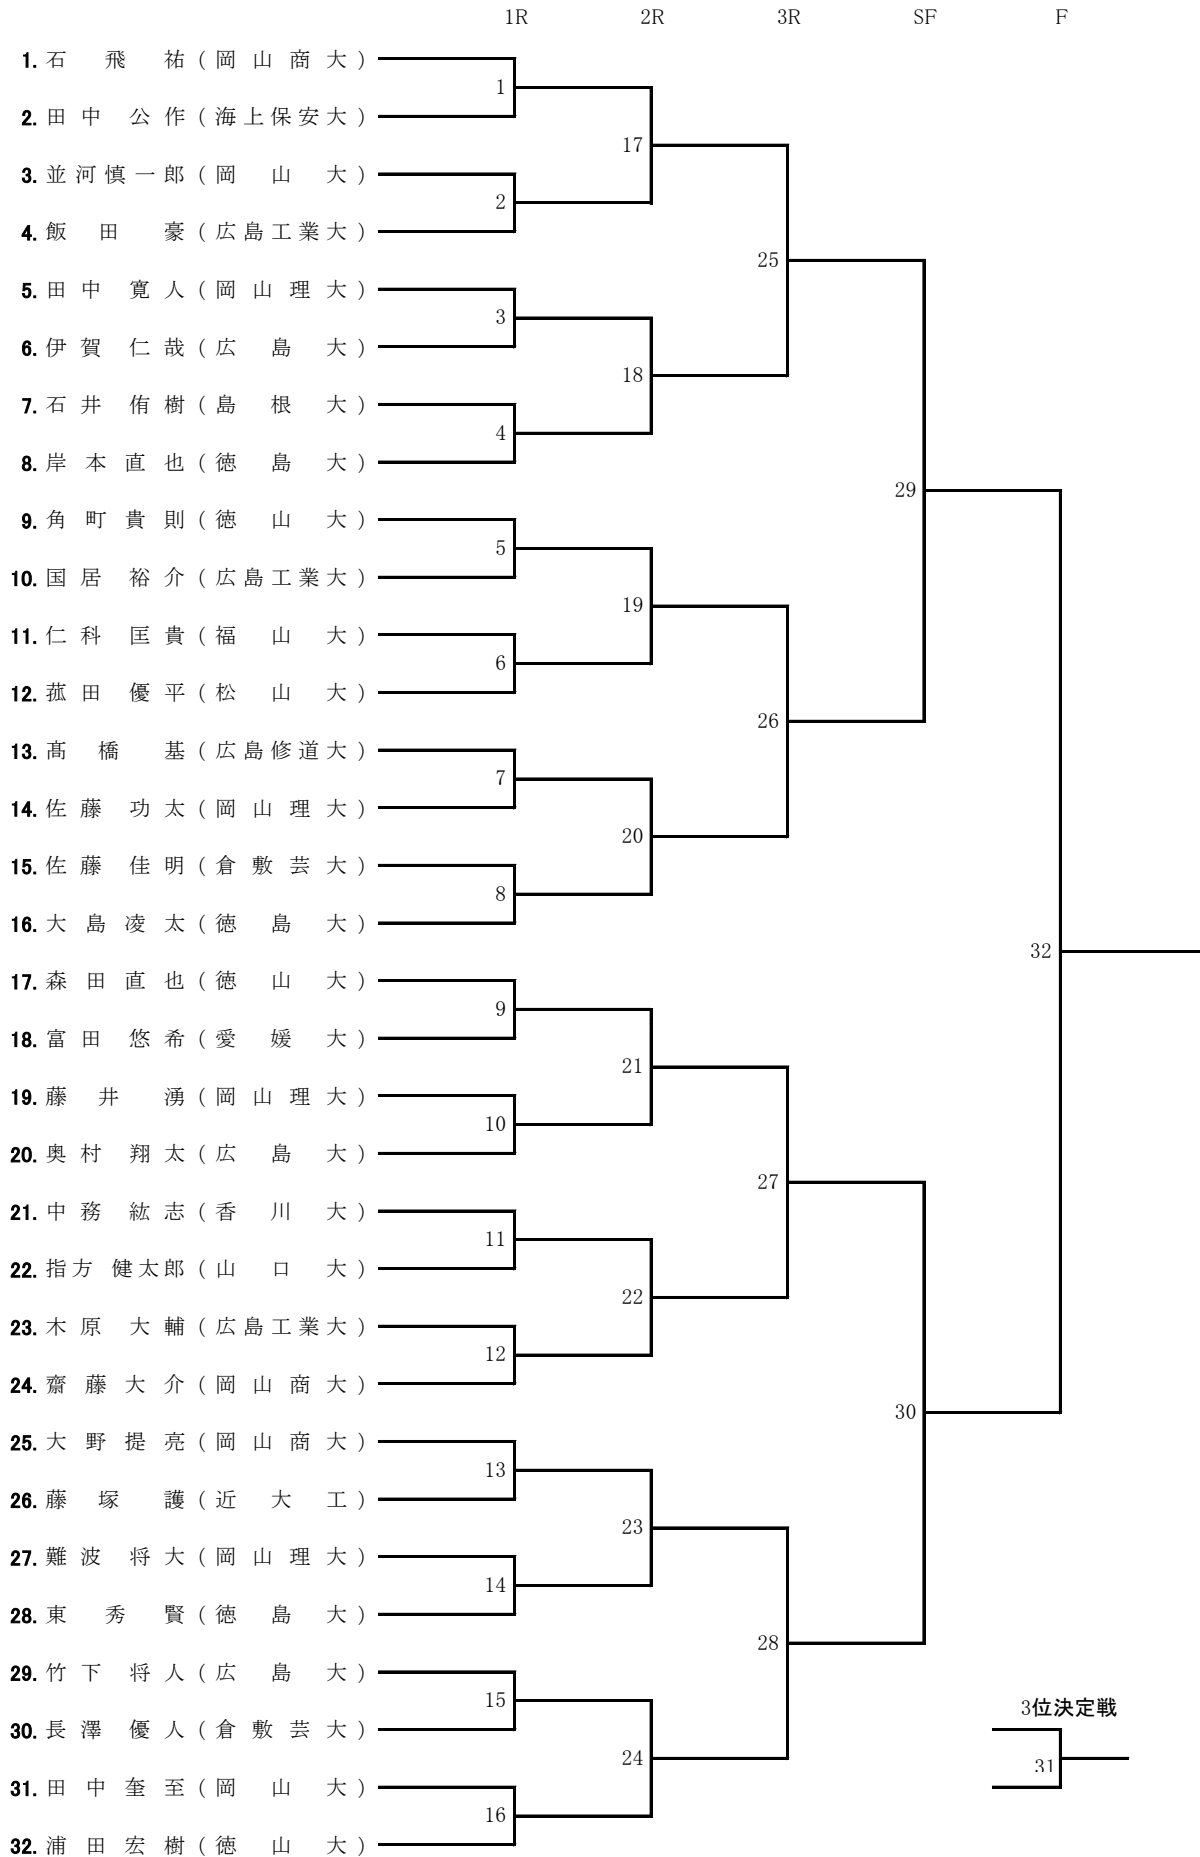 1R 2R 3R SF F
1. 石 飛 祐 ( 岡 山 商 大 )
1
2. 田 中 公 作 ( 海 上 保 安 大 )
17
3. 並 河 慎 一 郎 ( 岡 山 大 )
2
4. 飯 田 豪 ( 広 島 工 業 大 )
25
5. 田 中 寛 人 ( 岡 山 理 大 )
3
6. 伊 賀 仁 哉 ( 広 島 大 )
18
7. 石 井 侑 樹 ( 島 根 大 )
4
8. 岸 本 直 也 ( 徳 島 大 )
29
9. 角 町 貴 則 ( 徳 山 大 )
5
10. 国 居 裕 介 ( 広 島 工 業 大 )
19
11. 仁 科 匡 貴 ( 福 山 大 )
6
12. 菰 田 優 平 ( 松 山 大 )
26
13. 髙 橋 基 ( 広 島 修 道 大 )
7
14. 佐 藤 功 太 ( 岡 山 理 大 )
20
15. 佐 藤 佳 明 ( 倉 敷 芸 大 )
8
16. 大 島 凌 太 ( 徳 島 大 )
32
17. 森 田 直 也 ( 徳 山 大 )
9
18. 富 田 悠 希 ( 愛 媛 大 )
21
19. 藤 井 湧 ( 岡 山 理 大 )
10
20. 奥 村 翔 太 ( 広 島 大 )
27
21. 中 務 紘 志 ( 香 川 大 )
11
22. 指 方 健 太 郎 ( 山 口 大 )
22
23. 木 原 大 輔 ( 広 島 工 業 大 )
12
24. 齋 藤 大 介 ( 岡 山 商 大 )
30
25. 大 野 提 亮 ( 岡 山 商 大 )
13
26. 藤 塚 護 ( 近 大 工 )
23
27. 難 波 将 大 ( 岡 山 理 大 )
14
28. 東 秀 賢 ( 徳 島 大 )
28
29. 竹 下 将 人 ( 広 島 大 )
15
3位決定戦
30. 長 澤 優 人 ( 倉 敷 芸 大 )
24
31
31. 田 中 奎 至 ( 岡 山 大 )
16
32. 浦 田 宏 樹 ( 徳 山 大 )